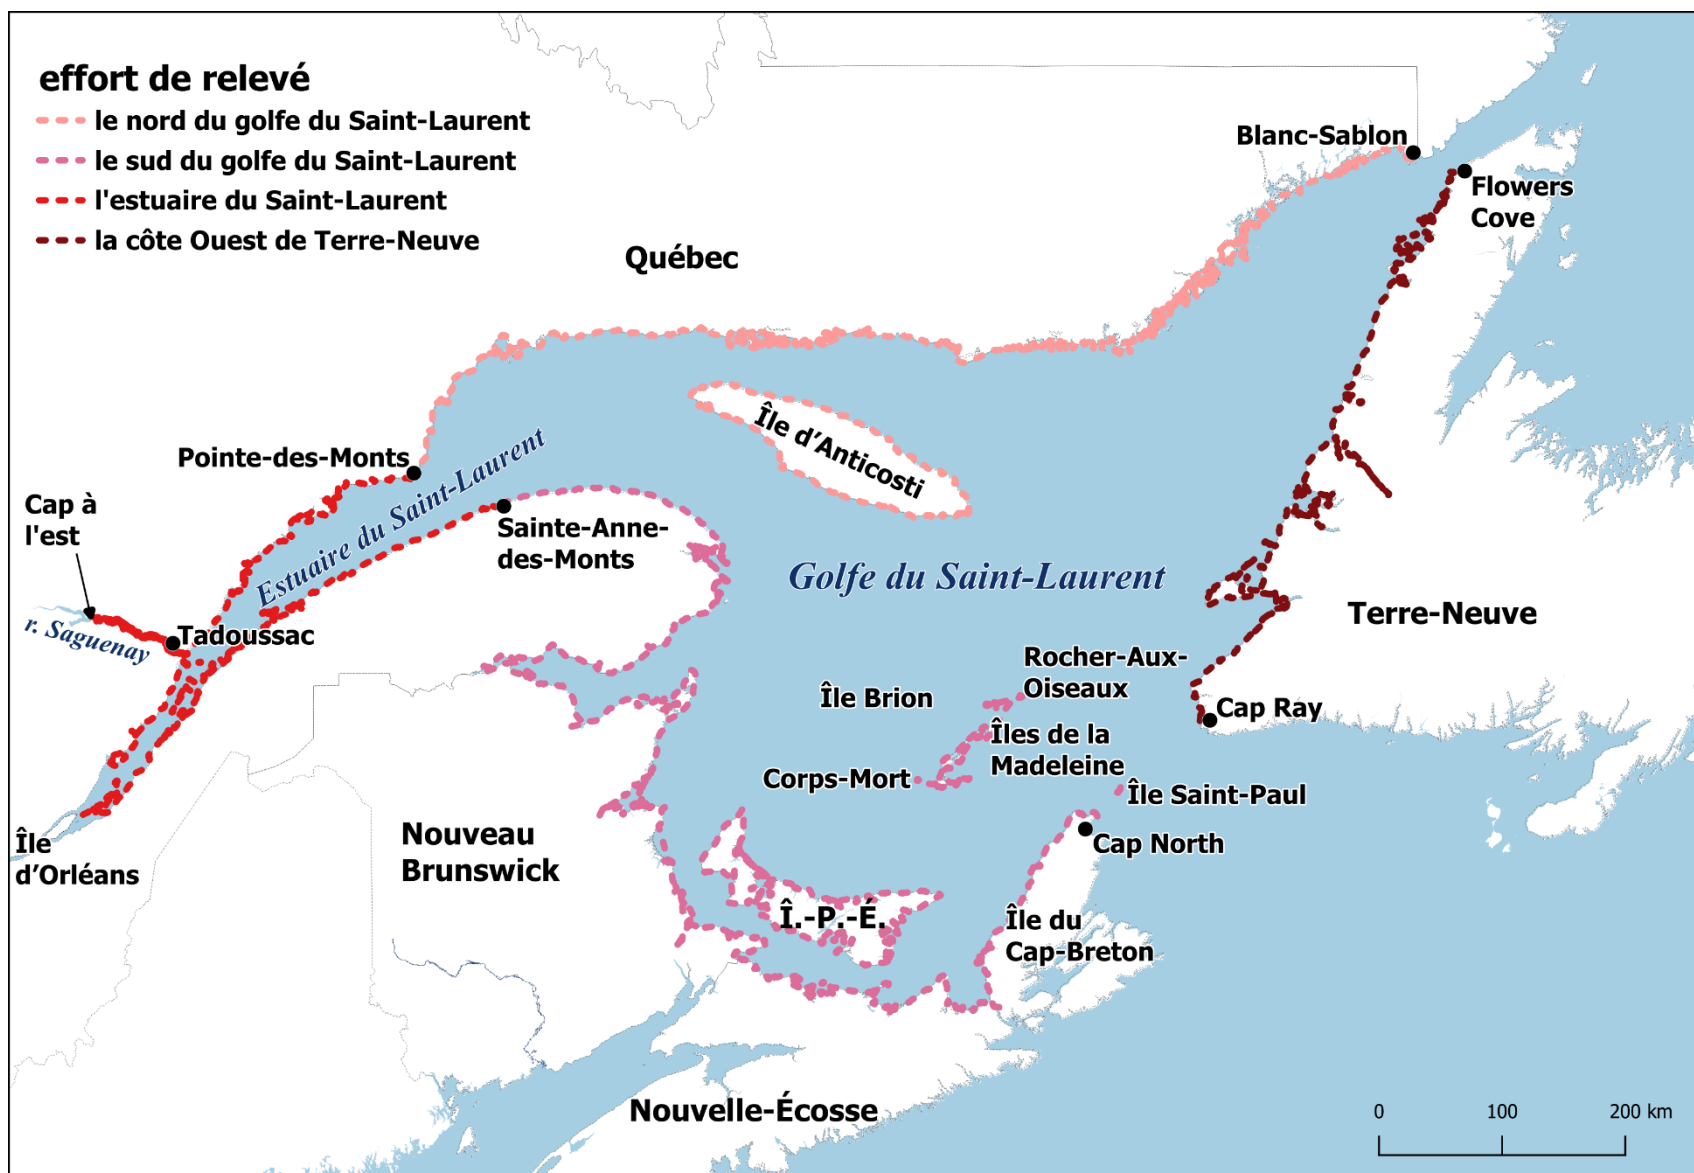 effort de relevé
le nord du golfe du Saint-Laurent
le sud du golfe du Saint-Laurent
l'estuaire du Saint-Laurent
la côte Ouest de Terre-Neuve
Blanc-Sablon
Flowers
Cove
Québec
Île d'Anticosti
Pointe-des-Monts
Estuaire du Saint-Laurent
Cap à
l'est
Sainte-Anne-
des-Monts
Golfe du Saint-Laurent
Terre-Neuve
r. Saguenay
Tadoussac
Rocher-Aux-
Oiseaux
Île Brion
Cap Ray
Îles de la
Madeleine
Corps-Mort
Île Saint-Paul
Cap North
Île
d'Orléans
Nouveau
Brunswick
Î.-P.-É.
Île du
Cap-Breton
Nouvelle-Écosse
0 100 200 km